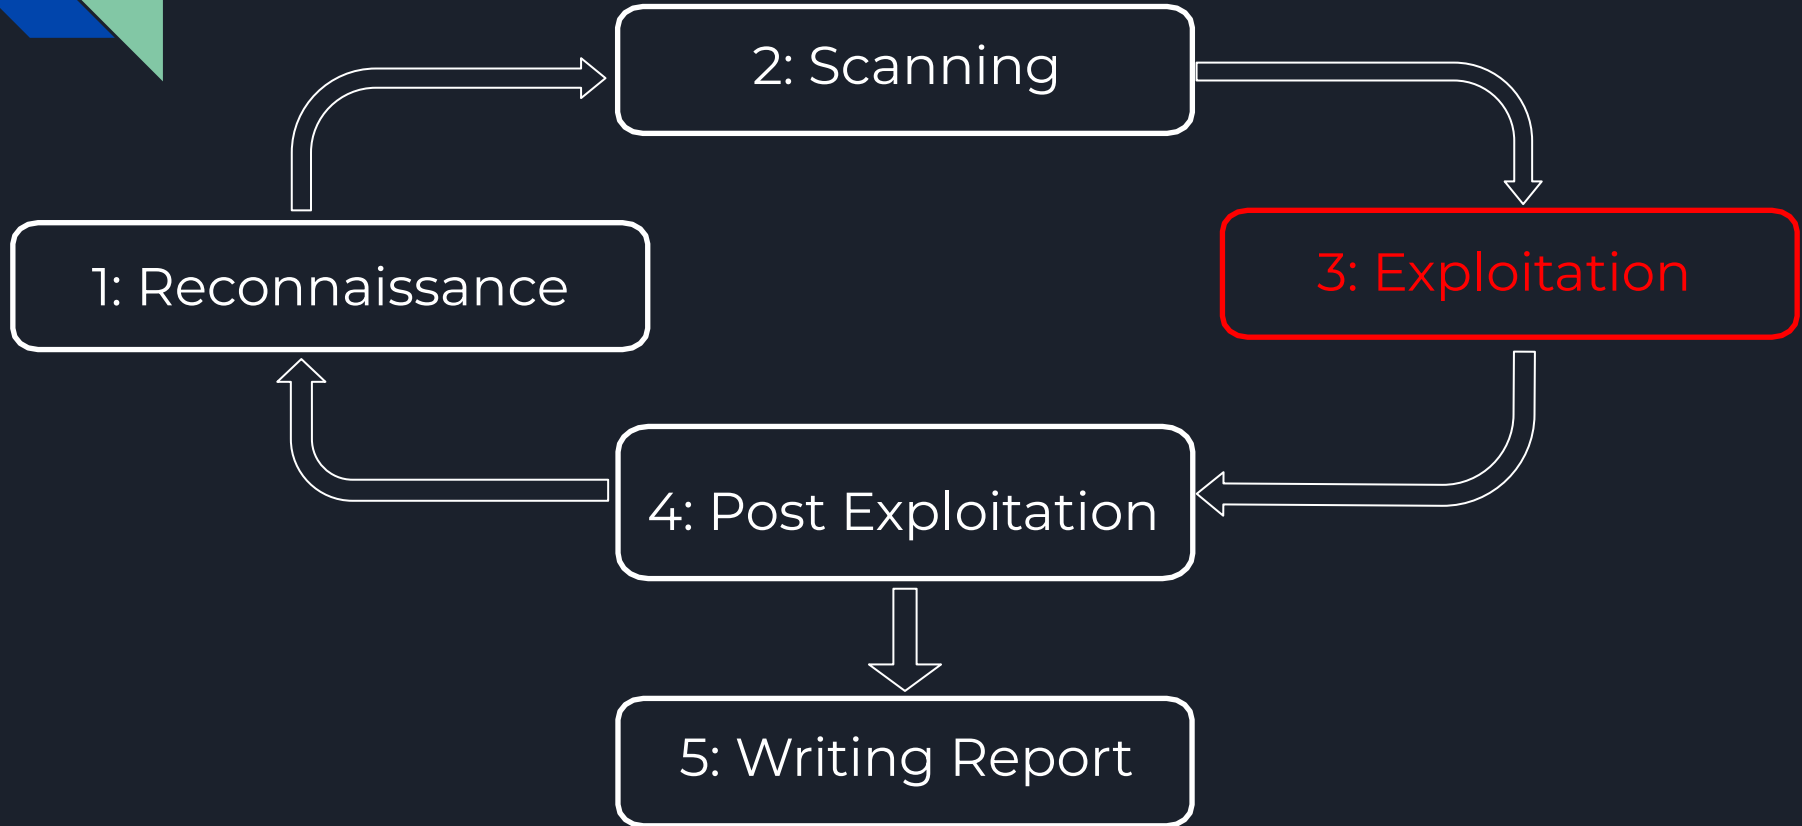 2: Scanning
1: Reconnaissance
3: Exploitation
4: Post Exploitation
5: Writing Report